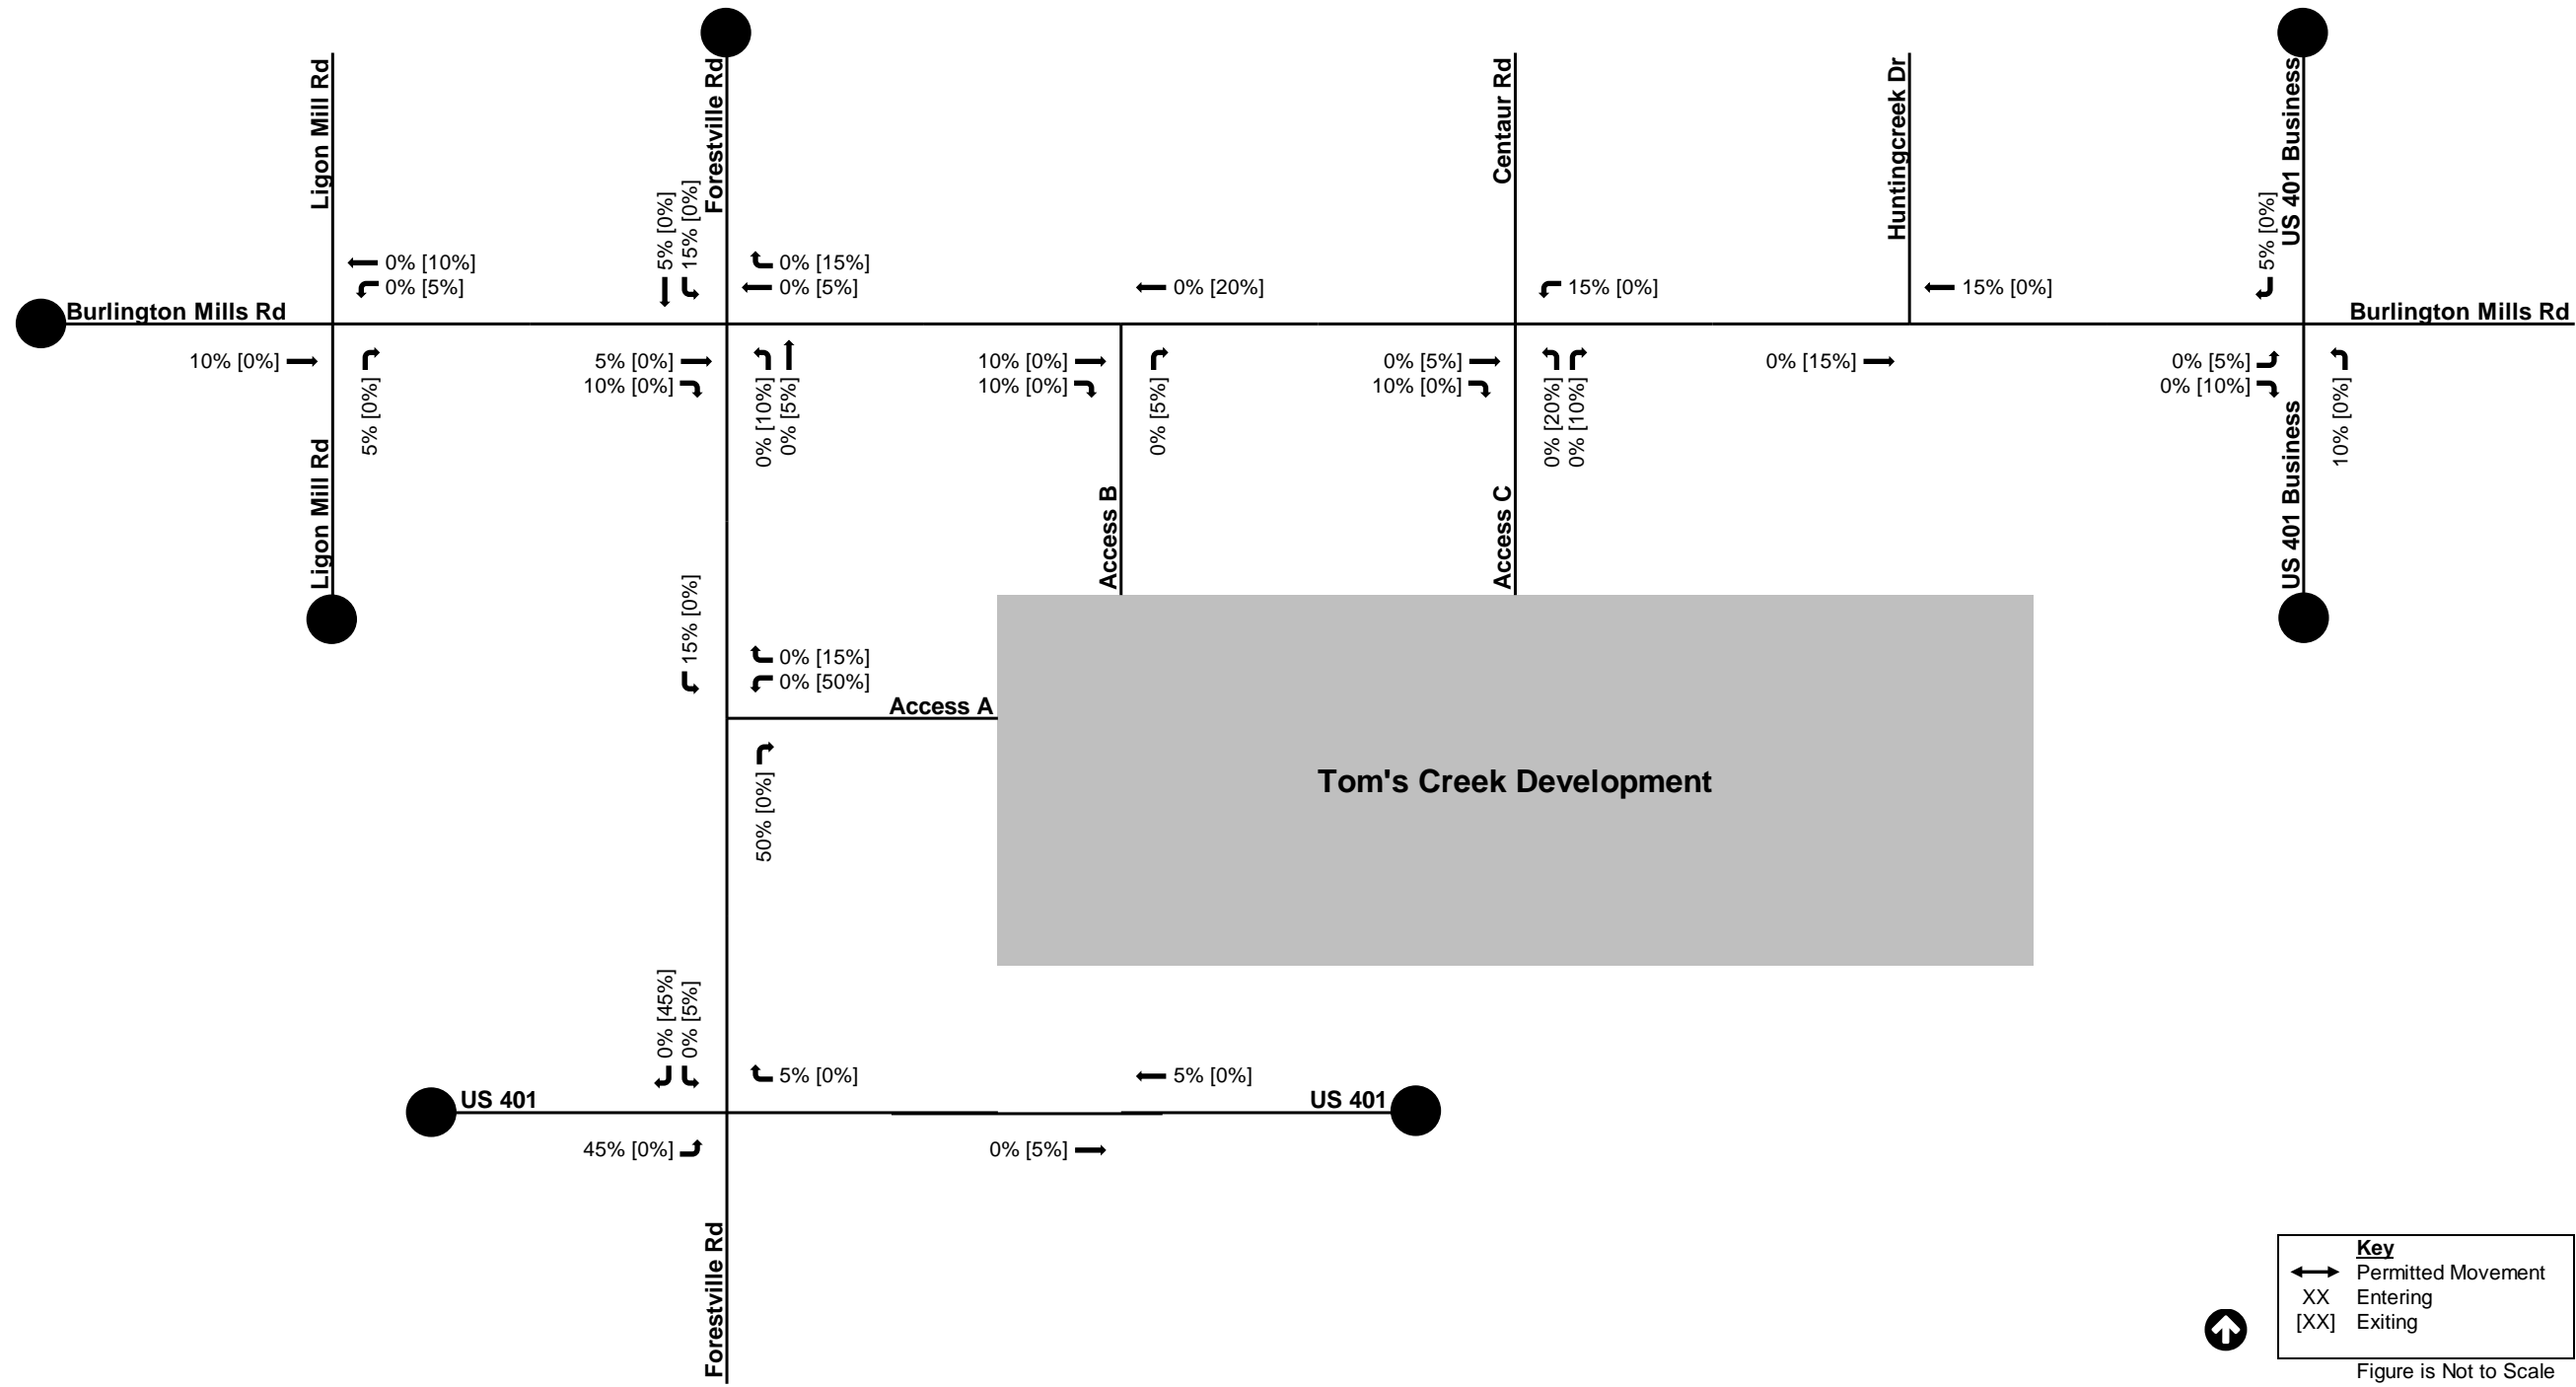 Ligon Mill Rd
Forestville Rd
Centaur Rd
Huntingcreek Dr
US 401 Business
5% [0%]
15% [0%]
5% [0%]
0% [10%]
0% [5%]
0% [15%]
0% [5%]
0% [20%]
15% [0%]
15% [0%]
Burlington Mills Rd
Burlington Mills Rd
10% [0%]
5% [0%]
5% [0%]
10% [0%]
0% [10%]
0% [5%]
10% [0%]
10% [0%]
0% [5%]
0% [5%]
10% [0%]
0% [20%]
0% [10%]
0% [15%]
0% [5%]
0% [10%]
10% [0%]
Ligon Mill Rd
Access B
Access C
US 401 Business
15% [0%]
0% [15%]
0% [50%]
Access A
50% [0%]
Tom's Creek Development
0% [45%]
0% [5%]
5% [0%]
5% [0%]
US 401
US 401
45% [0%]
0% [5%]
Forestville Rd
Key
Permitted Movement
XX Entering
[XX] Exiting
Figure is Not to Scale